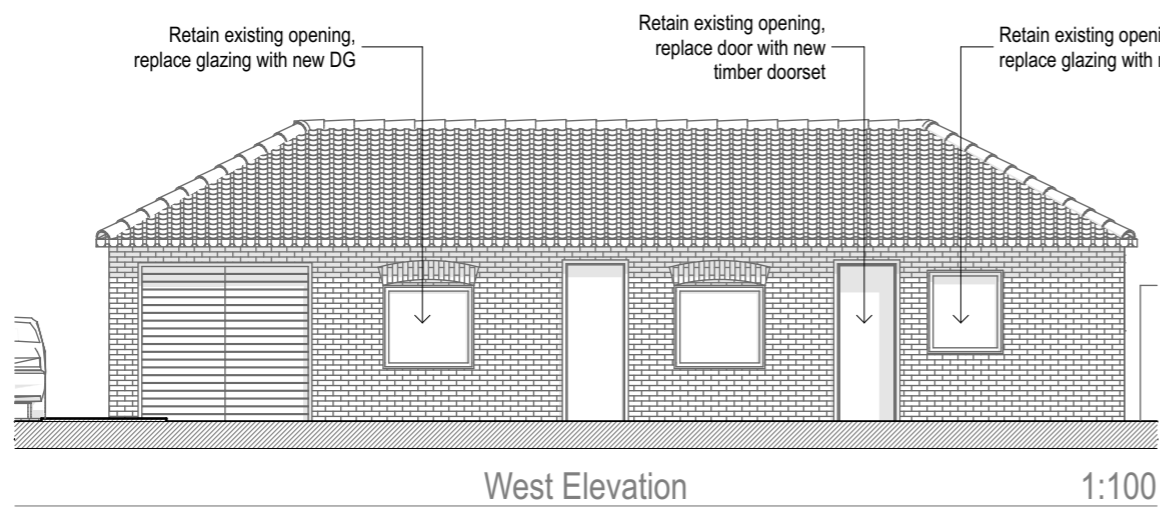 Retain existing opening,
replace glazing with new DG
Retain existing opening,
replace door with new
timber doorset
Retain existing openi
replace glazing with
West Elevation
1:100